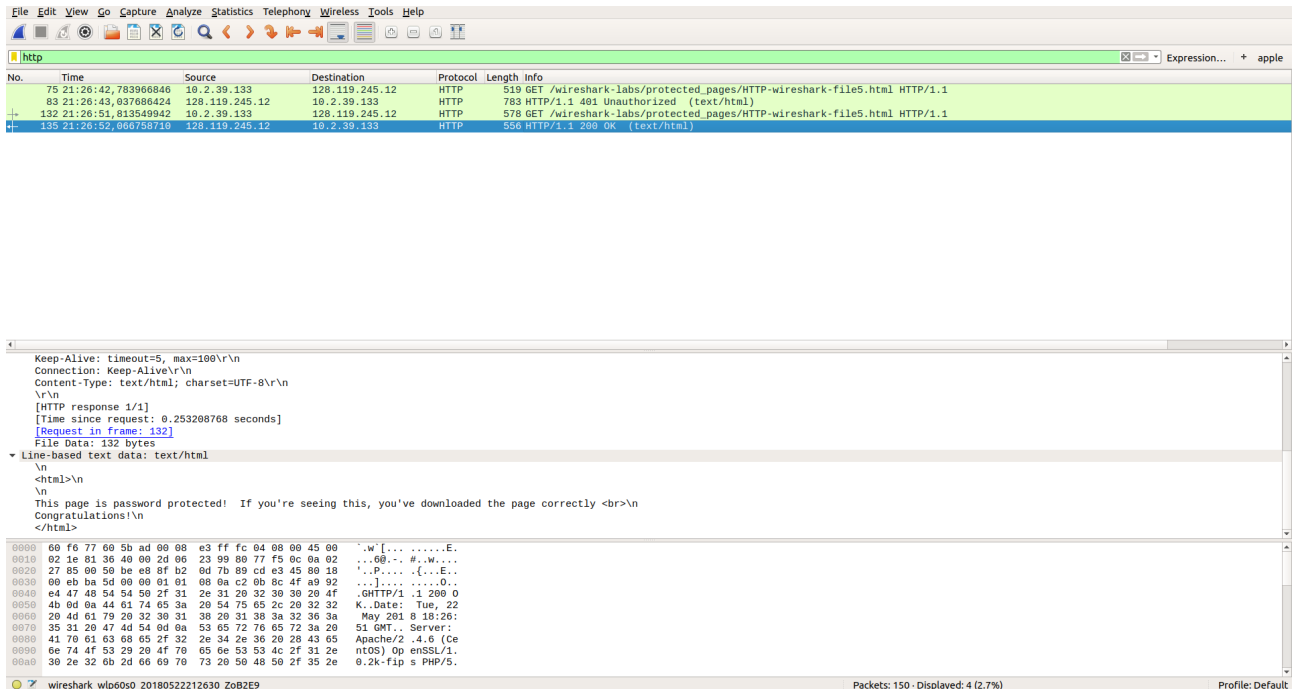 File Edit View Go Capture Analyze Statistics Telephony Wireless Tools Help
http
Expression... + apple
No. Time Source Destination Protocol Length Info
75 21:26:42,783966846 10.2.39.133 128.119.245.12 HTTP 519 GET /wireshark-labs/protected_pages/HTTP-wireshark-file5.html HTTP/1.1
83 21:26:43,037686424 128.119.245.12 10.2.39.133 HTTP 783 HTTP/1.1 401 Unauthorized (text/html)
132 21:26:51,813549942 10.2.39.133 128.119.245.12 HTTP 578 GET /wireshark-labs/protected_pages/HTTP-wireshark-file5.html HTTP/1.1
135 21:26:52,066758710 128.119.245.12 10.2.39.133 HTTP 556 HTTP/1.1 200 OK (text/html)
Keep-Alive: timeout=5, max=100\r\n
Connection: Keep-Alive\r\n
Content-Type: text/html; charset=UTF-8\r\n
\r\n
[HTTP response 1/1]
[Time since request: 0.253208768 seconds]
[Request in frame: 132]
File Data: 132 bytes
Line-based text data: text/html
\n
<html>\n
\n
This page is password protected!  If you're seeing this, you've downloaded the page correctly <br>\n
Congratulations!\n
</html>
0000 60 f6 77 60 5b ad 00 08 e3 ff fc 04 08 00 45 00 `.w`[... ......E.
0010 02 1e 81 36 40 00 2d 06 23 99 80 77 f5 0c 0a 02 ...6@.-. #..w....
0020 27 85 00 50 be e8 8f b2 0d 7b 89 cd e3 45 80 18 '..P.... .{...E..
0030 00 eb ba 5d 00 00 01 01 08 0a c2 0b 8c 4f a9 92 ...].... .....O..
0040 e4 47 48 54 54 50 2f 31 2e 31 20 32 30 30 20 4f .GHTTP/1 .1 200 O
0050 4b 0d 0a 44 61 74 65 3a 20 54 75 65 2c 20 32 32 K..Date: Tue, 22
0060 20 4d 61 79 20 32 30 31 38 20 31 38 3a 32 36 3a May 201 8 18:26:
0070 35 31 20 47 4d 54 0d 0a 53 65 72 76 65 72 3a 20 51 GMT.. Server:
0080 41 70 61 63 68 65 2f 32 2e 34 2e 36 20 28 43 65 Apache/2 .4.6 (Ce
0090 6e 74 4f 53 29 20 4f 70 65 6e 53 53 4c 2f 31 2e ntOS) Op enSSL/1.
00a0 30 2e 32 6b 2d 66 69 70 73 20 50 48 50 2f 35 2e 0.2k-fip s PHP/5.
wireshark_wlp60s0_20180522212630_ZoB2E9 Packets: 150 · Displayed: 4 (2.7%) Profile: Default